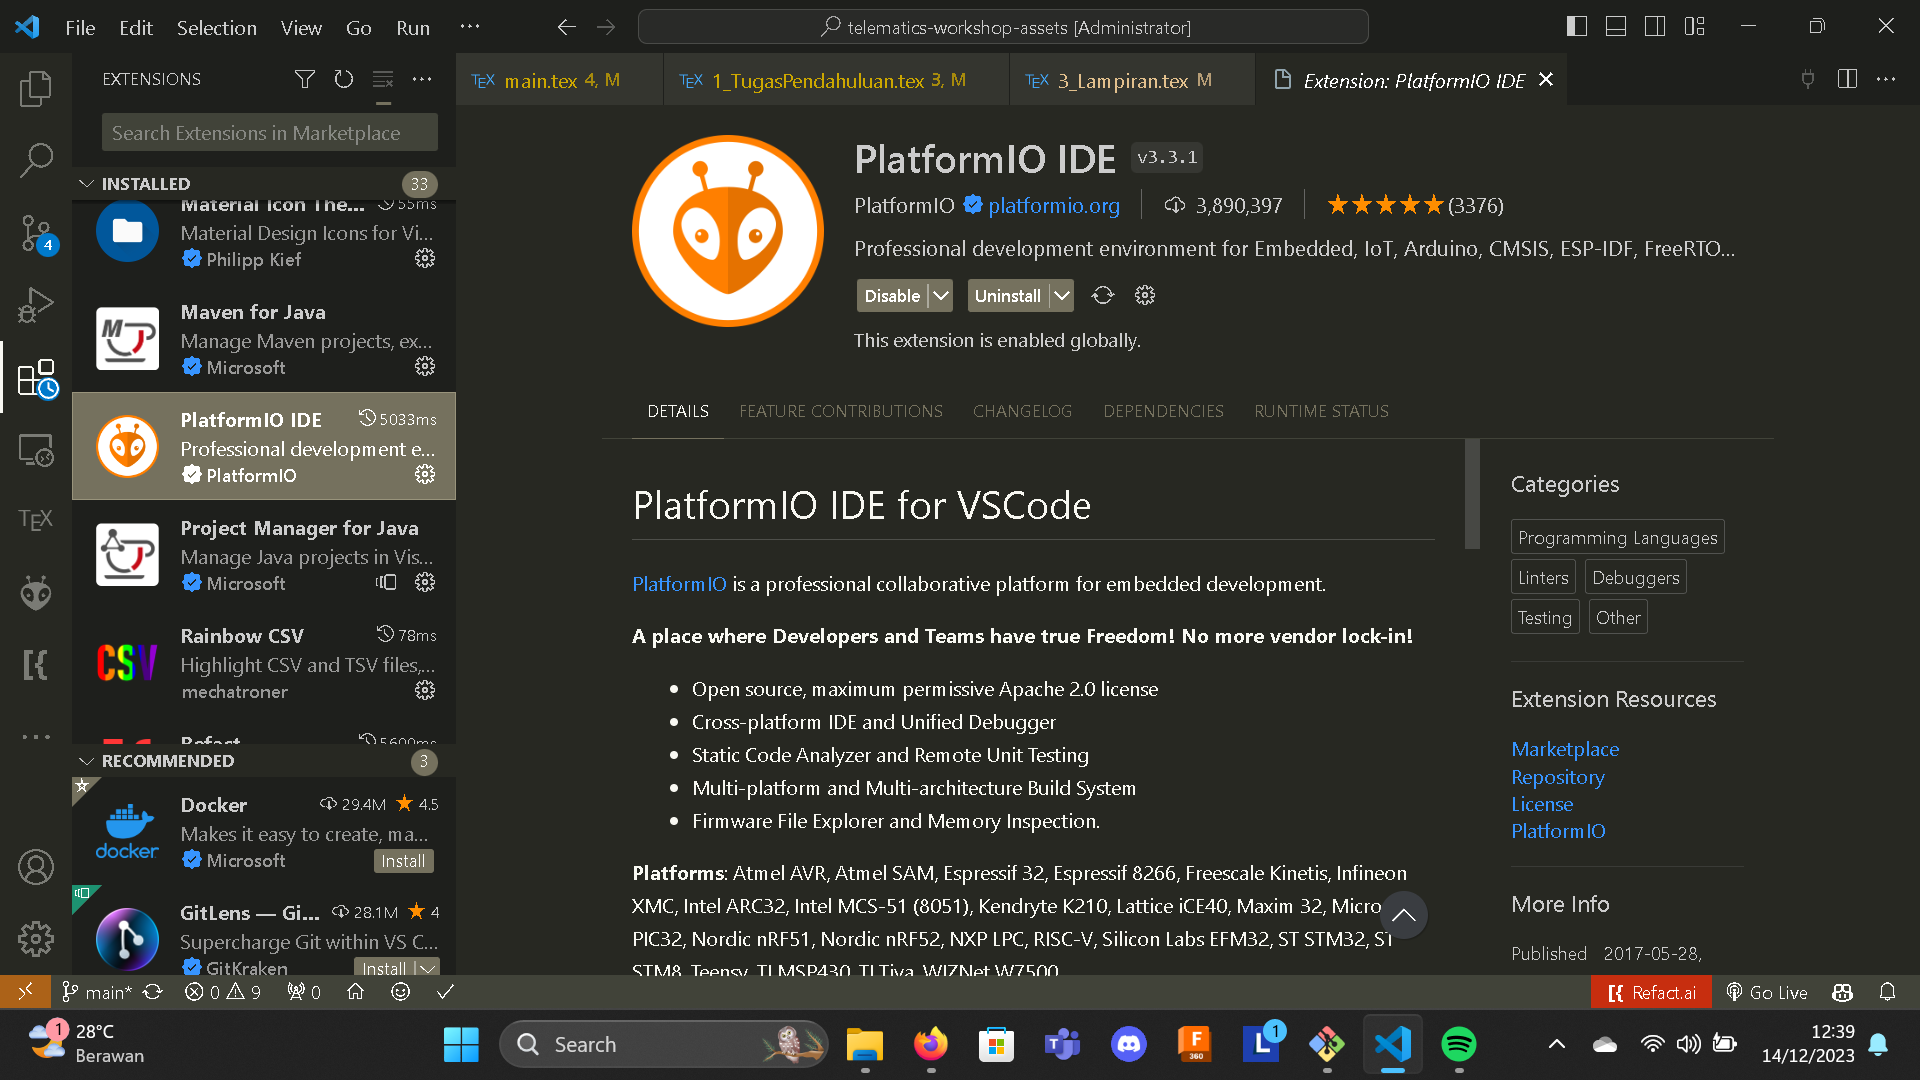 File Edit Selection View Go Run ···
telematics-workshop-assets [Administrator]
EXTENSIONS
Search Extensions in Marketplace
INSTALLED 33
Material Icon The... 55ms
Material Design Icons for Vi...
Philipp Kief
Maven for Java
Manage Maven projects, ex...
Microsoft
PlatformIO IDE 5033ms
Professional development e...
PlatformIO
TEX
Project Manager for Java
Manage Java projects in Vis...
Microsoft
CSV
Rainbow CSV 78ms
Highlight CSV and TSV files,...
mechatroner
Refact 5600ms
RECOMMENDED 3
Docker 29.4M 4.5
Makes it easy to create, ma...
docker Microsoft Install
GitLens — Gi... 28.1M 4
Supercharge Git within VS C...
GitKraken Install
4
TEX main.tex 4, M
TEX 1_TugasPendahuluan.tex 3, M
TEX 3_Lampiran.tex M
Extension: PlatformIO IDE
PlatformIO IDE v3.3.1
PlatformIO platformio.org 3,890,397 ★★★★★(3376)
Professional development environment for Embedded, IoT, Arduino, CMSIS, ESP-IDF, FreeRTO...
Disable Uninstall
This extension is enabled globally.
DETAILS FEATURE CONTRIBUTIONS CHANGELOG DEPENDENCIES RUNTIME STATUS
PlatformIO IDE for VSCode
PlatformIO is a professional collaborative platform for embedded development.
A place where Developers and Teams have true Freedom! No more vendor lock-in!
• Open source, maximum permissive Apache 2.0 license
• Cross-platform IDE and Unified Debugger
• Static Code Analyzer and Remote Unit Testing
• Multi-platform and Multi-architecture Build System
• Firmware File Explorer and Memory Inspection.
Platforms: Atmel AVR, Atmel SAM, Espressif 32, Espressif 8266, Freescale Kinetis, Infineon
XMC, Intel ARC32, Intel MCS-51 (8051), Kendryte K210, Lattice iCE40, Maxim 32, Micro
PIC32, Nordic nRF51, Nordic nRF52, NXP LPC, RISC-V, Silicon Labs EFM32, ST STM32, ST
STM8, Teensy, TI MSP430, TI Tiva, WIZNet W7500
Categories
Programming Languages
Linters Debuggers
Testing Other
Extension Resources
Marketplace
Repository
License
PlatformIO
More Info
Published 2017-05-28,
main* 0 9 0
Refact.ai Go Live
1 28°C
Berawan
Search
F 360
L 1
12:39
14/12/2023